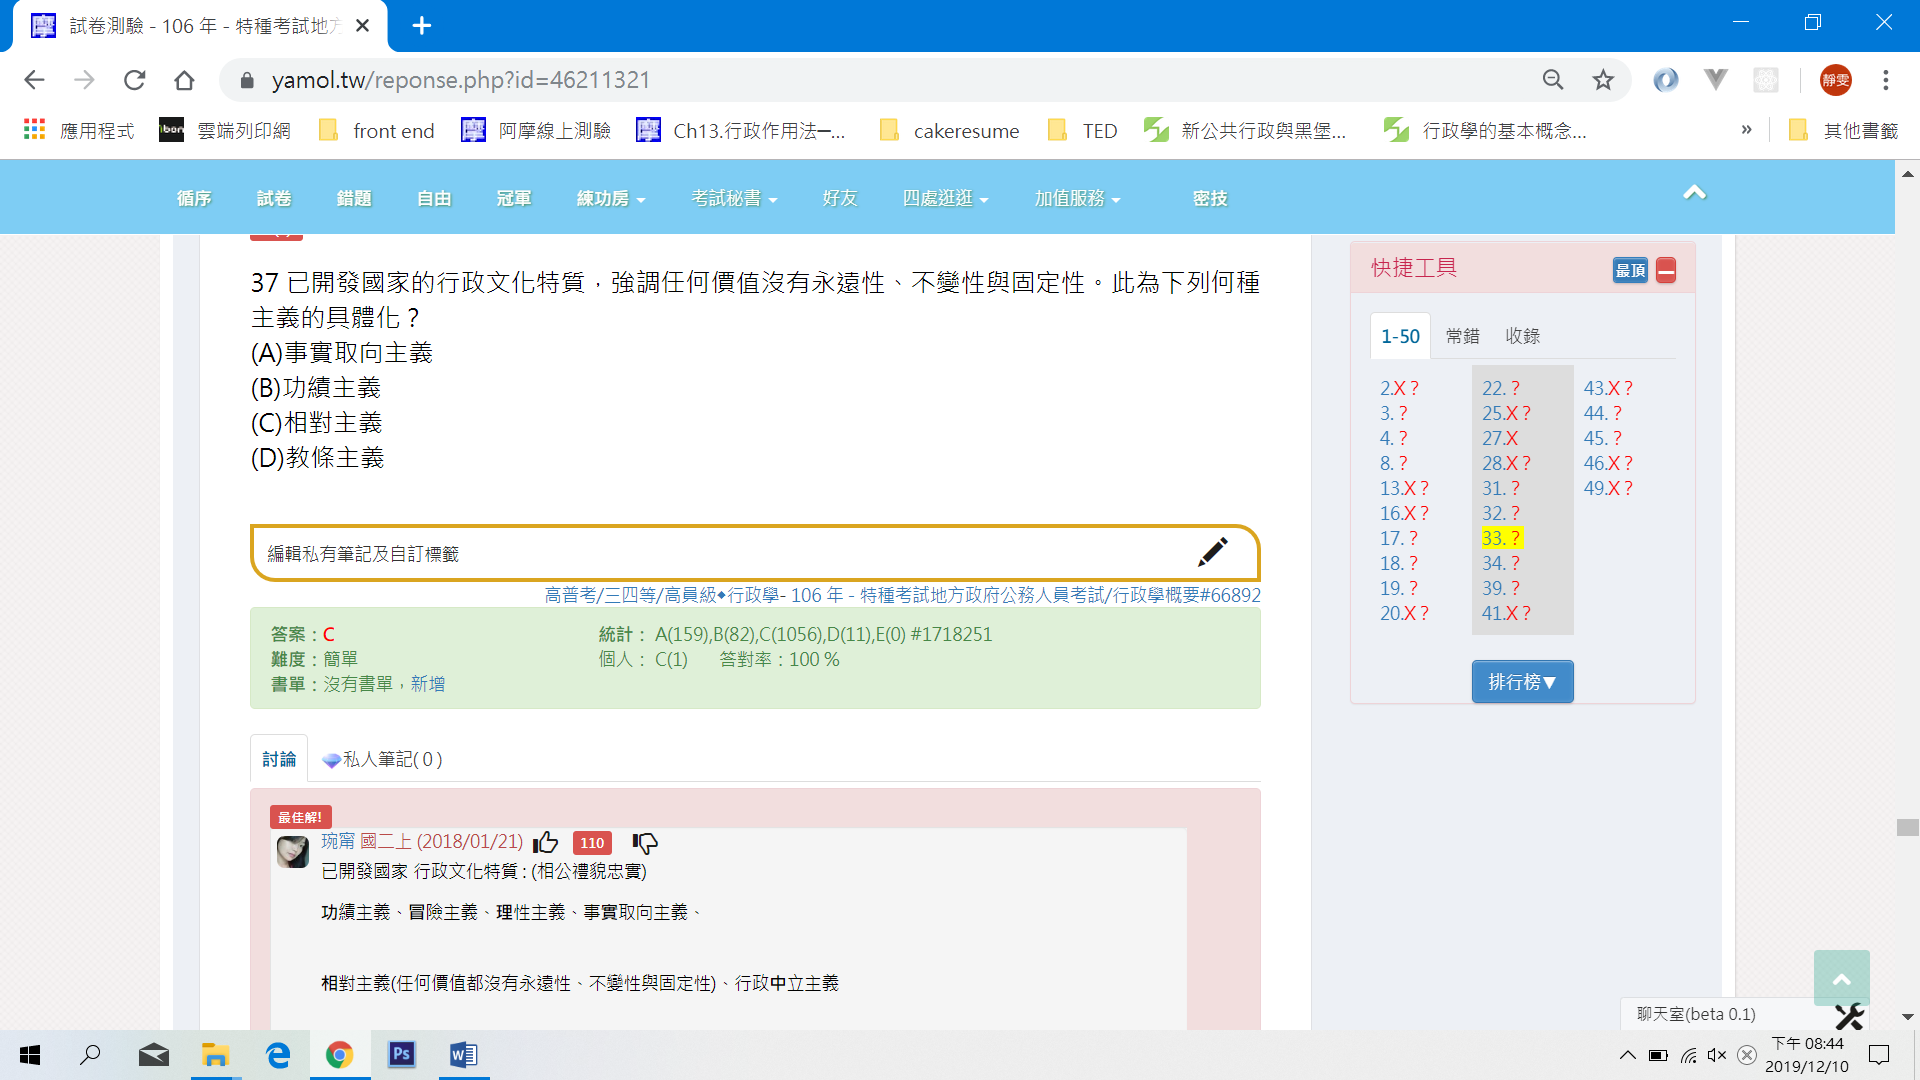 試卷測驗 - 106 年 - 特種考試地方
yamol.tw/reponse.php?id=46211321
靜雯
應用程式
ibon
雲端列印網
front end
摩
阿摩線上測驗
摩
Ch13.行政作用法—...
cakeresume
TED
新公共行政與黑堡...
行政學的基本概念...
»
其他書籤
循序
試卷
錯題
自由
冠軍
練功房
考試秘書
好友
四處逛逛
加值服務
密技
37 已開發國家的行政文化特質，強調任何價值沒有永遠性、不變性與固定性。此為下列何種
主義的具體化？
(A)事實取向主義
(B)功績主義
(C)相對主義
(D)教條主義
編輯私有筆記及自訂標籤
高普考/三四等/高員級◆行政學- 106 年 - 特種考試地方政府公務人員考試/行政學概要#66892
答案：C
難度：簡單
書單：沒有書單，新增
統計： A(159),B(82),C(1056),D(11),E(0) #1718251
個人： C(1) 答對率：100 %
討論
私人筆記( 0 )
最佳解!
琬甯 國二上 (2018/01/21) 110
已開發國家 行政文化特質 : (相公禮貌忠實)
功績主義、冒險主義、理性主義、事實取向主義、
相對主義(任何價值都沒有永遠性、不變性與固定性)、行政中立主義
快捷工具
最頂
1-50
常錯
收錄
2.X ?
3. ?
4. ?
8. ?
13.X ?
16.X ?
17. ?
18. ?
19. ?
20.X ?
22. ?
25.X ?
27.X
28.X ?
31. ?
32. ?
33. ?
34. ?
39. ?
41.X ?
43.X ?
44. ?
45. ?
46.X ?
49.X ?
排行榜▼
聊天室(beta 0.1)
Ps
下午 08:44
2019/12/10